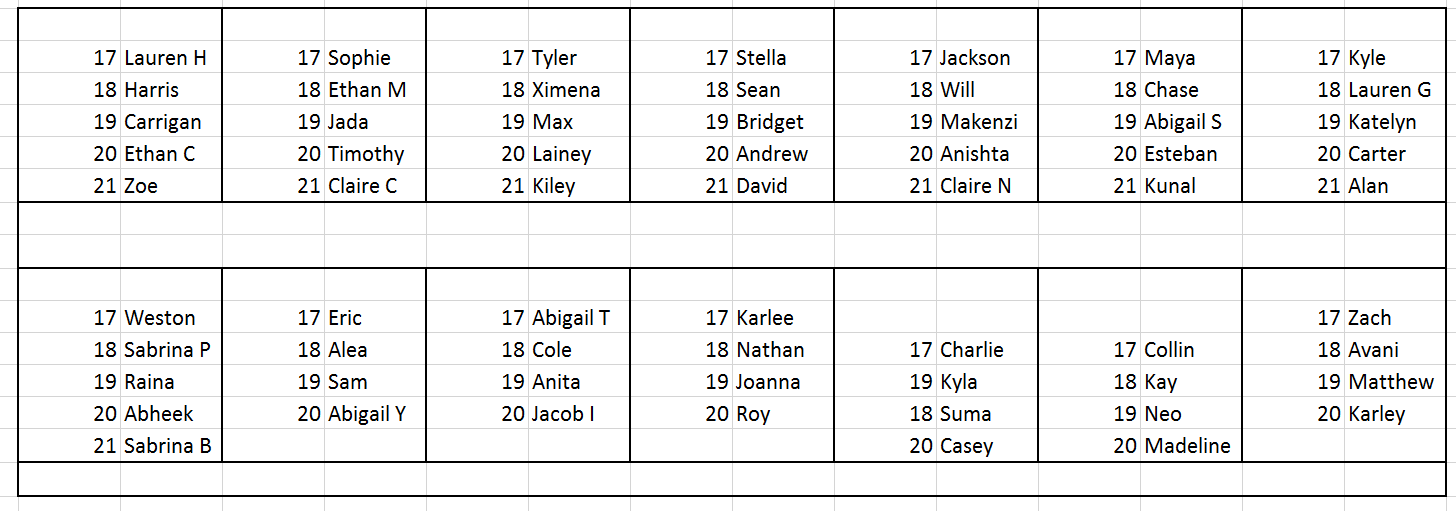 17 Lauren H 17 Sophie 17 Tyler 17 Stella 17 Jackson 17 Maya 17 Kyle
18 Harris 18 Ethan M 18 Ximena 18 Sean 18 Will 18 Chase 18 Lauren G
19 Carrigan 19 Jada 19 Max 19 Bridget 19 Makenzi 19 Abigail S 19 Katelyn
20 Ethan C 20 Timothy 20 Lainey 20 Andrew 20 Anishta 20 Esteban 20 Carter
21 Zoe 21 Claire C 21 Kiley 21 David 21 Claire N 21 Kunal 21 Alan
17 Weston 17 Eric 17 Abigail T 17 Karlee 17 Zach
18 Sabrina P 18 Alea 18 Cole 18 Nathan 17 Charlie 17 Collin 18 Avani
19 Raina 19 Sam 19 Anita 19 Joanna 19 Kyla 18 Kay 19 Matthew
20 Abheek 20 Abigail Y 20 Jacob I 20 Roy 18 Suma 19 Neo 20 Karley
21 Sabrina B 20 Casey 20 Madeline